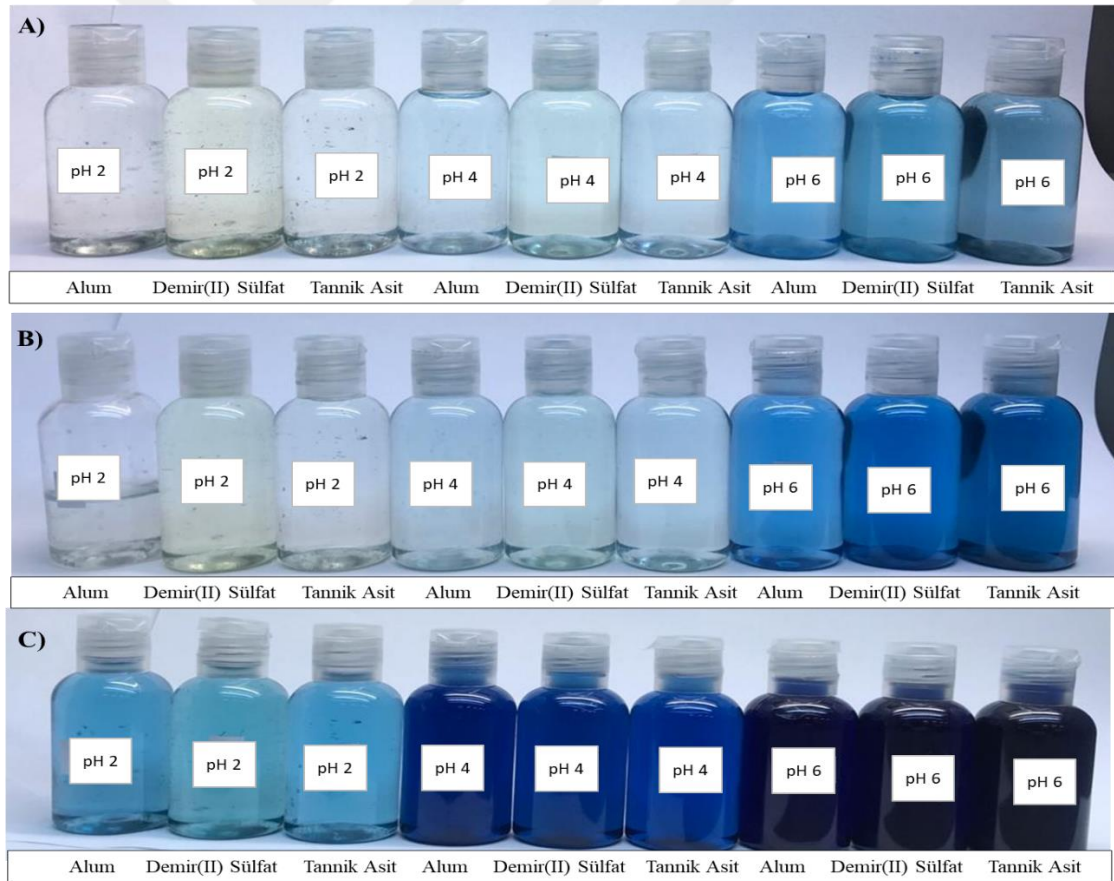 A)
pH 2 pH 2 pH 2 pH 4 pH 4 pH 4 pH 6 pH 6 pH 6
Alum Demir(II) Sülfat Tannik Asit Alum Demir(II) Sülfat Tannik Asit Alum Demir(II) Sülfat Tannik Asit
B)
pH 2 pH 2 pH 2 pH 4 pH 4 pH 4 pH 6 pH 6 pH 6
Alum Demir(II) Sülfat Tannik Asit Alum Demir(II) Sülfat Tannik Asit Alum Demir(II) Sülfat Tannik Asit
C)
pH 2 pH 2 pH 2 pH 4 pH 4 pH 4 pH 6 pH 6 pH 6
Alum Demir(II) Sülfat Tannik Asit Alum Demir(II) Sülfat Tannik Asit Alum Demir(II) Sülfat Tannik Asit